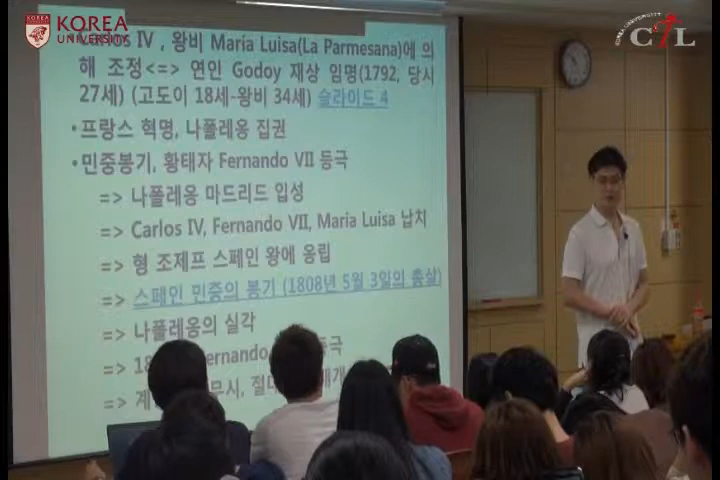 KOREA
UNIVERSITY
KOREA UNIVERSITY
CTL
Carlos IV , 왕비 Maria Luisa(La Parmesana)에 의
해 조정<=> 연인 Godoy 재상 임명(1792, 당시
27세) (고도이 18세-왕비 34세) 슬라이드 4
•프랑스 혁명, 나폴레옹 집권
•민중봉기, 황태자 Fernando VII 등극
=> 나폴레옹 마드리드 입성
=> Carlos IV, Fernando VII, Maria Luisa 납치
=> 형 조제프 스페인 왕에 옹립
=> 스페인 민중의 봉기 (1808년 5월 3일의 총살)
=> 나폴레옹의 실각
=> 18 ernando 등극
=>